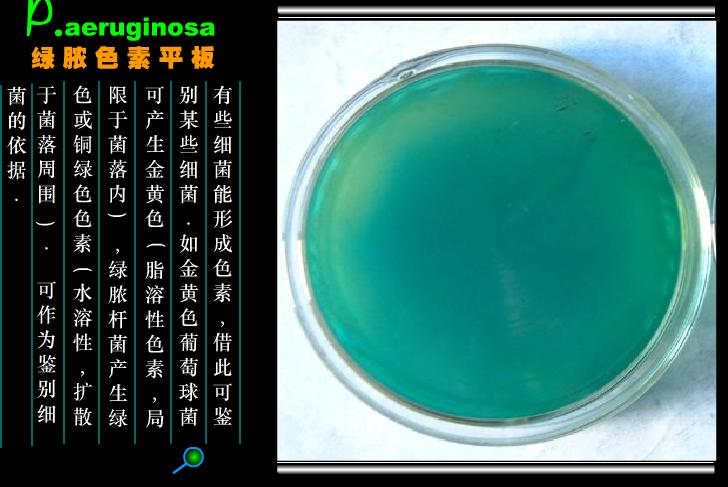 P.aeruginosa
绿脓色素平板
有些细菌能形成色素,借此可鉴
别某些细菌.如金黄色葡萄球菌
可产生金黄色(脂溶性色素,局
限于菌落内),绿脓杆菌产生绿
色或铜绿色色素(水溶性,扩散
于菌落周围). 可作为鉴别细
菌的依据.